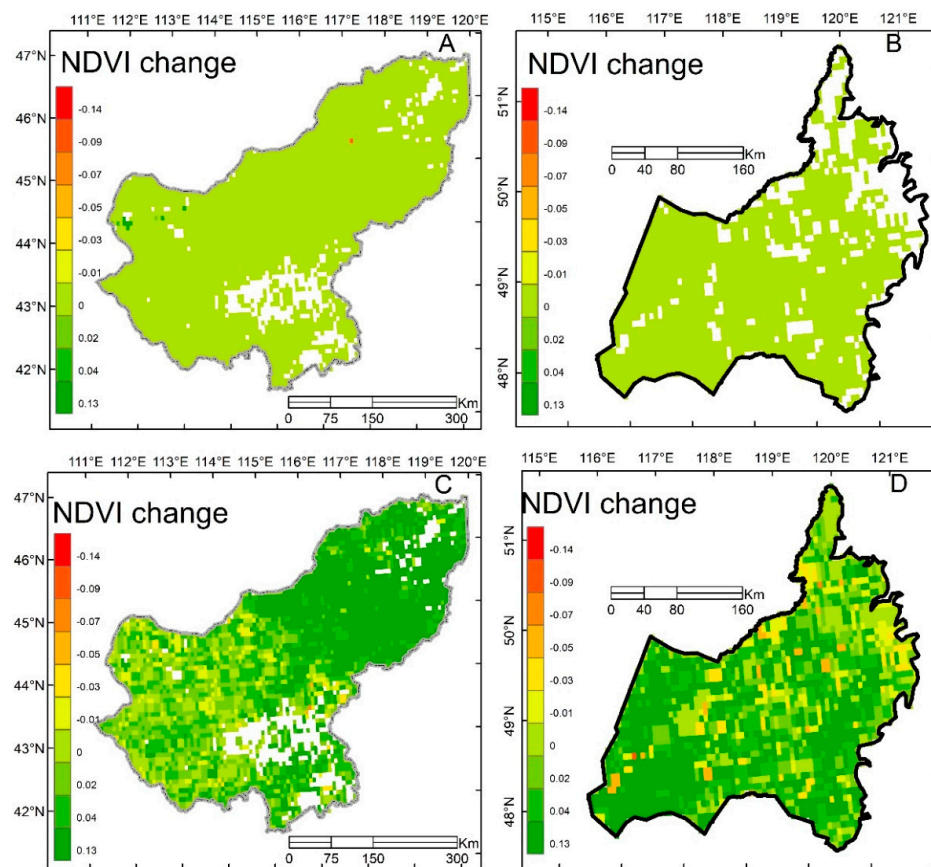 111°E 112°E 113°E 114°E 115°E 116°E 117°E 118°E 119°E 120°E
A
47°N
46°N
45°N
44°N
43°N
42°N
NDVI change
-0.14
-0.09
-0.07
-0.05
-0.03
-0.01
0
0.02
0.04
0.13
Km
0 75 150 300
115°E 116°E 117°E 118°E 119°E 120°E 121°E
B
51°N
50°N
49°N
48°N
NDVI change
-0.14
-0.09
-0.07
-0.05
-0.03
-0.01
0
0.02
0.04
0.13
Km
0 40 80 160
111°E 112°E 113°E 114°E 115°E 116°E 117°E 118°E 119°E 120°E
C
47°N
46°N
45°N
44°N
43°N
42°N
NDVI change
-0.14
-0.09
-0.07
-0.05
-0.03
-0.01
0
0.02
0.04
0.13
Km
0 75 150 300
115°E 116°E 117°E 118°E 119°E 120°E 121°E
D
51°N
50°N
49°N
48°N
NDVI change
-0.14
-0.09
-0.07
-0.05
-0.03
-0.01
0
0.02
0.04
0.13
Km
0 40 80 160